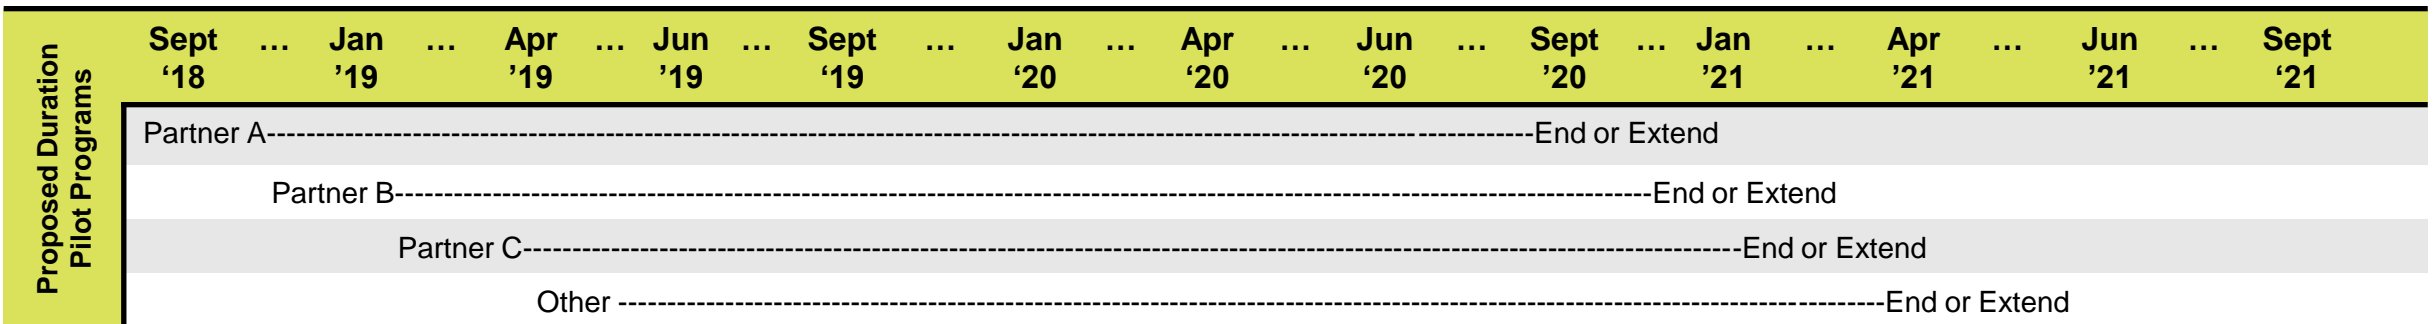 Proposed Duration
Pilot Programs
Sept … Jan … Apr … Jun … Sept … Jan … Apr … Jun … Sept … Jan … Apr … Jun … Sept
‘18 ’19 ’19 ’19 ‘19 ‘20 ‘20 ‘20 ’20 ’21 ’21 ’21 ‘21
Partner A--------------------------------------------------------------------------------------------------------------------------------End or Extend
Partner B--------------------------------------------------------------------------------------------------------------------------------End or Extend
Partner C---------------------------------------------------------------------------------------------------------------------------End or Extend
Other --------------------------------------------------------------------------------------------------------------------------------End or Extend